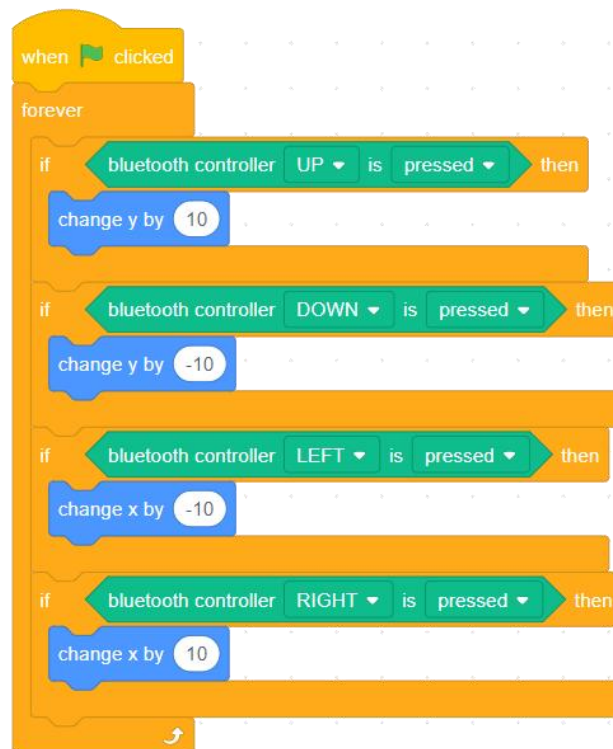 when clicked
forever
if bluetooth controller UP is pressed then
change y by 10
if bluetooth controller DOWN is pressed then
change y by -10
if bluetooth controller LEFT is pressed then
change x by -10
if bluetooth controller RIGHT is pressed then
change x by 10